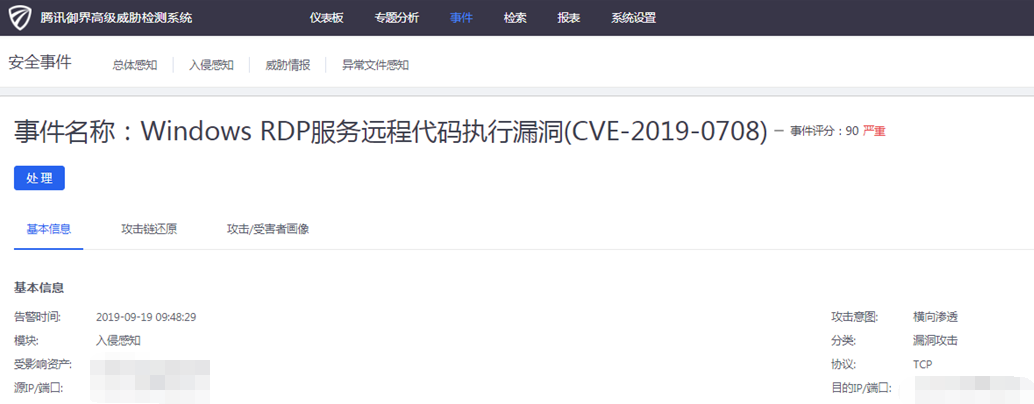 腾讯御界高级威胁检测系统 仪表板 专题分析 事件 检索 报表 系统设置
安全事件 总体感知 入侵感知 威胁情报 异常文件感知
事件名称：Windows RDP服务远程代码执行漏洞(CVE-2019-0708) – 事件评分：90 严重
处 理
基本信息 攻击链还原 攻击/受害者画像
基本信息
告警时间: 2019-09-19 09:48:29 攻击意图: 横向渗透
模块: 入侵感知 分类: 漏洞攻击
受影响资产: 协议: TCP
源IP/端口: 目的IP/端口: